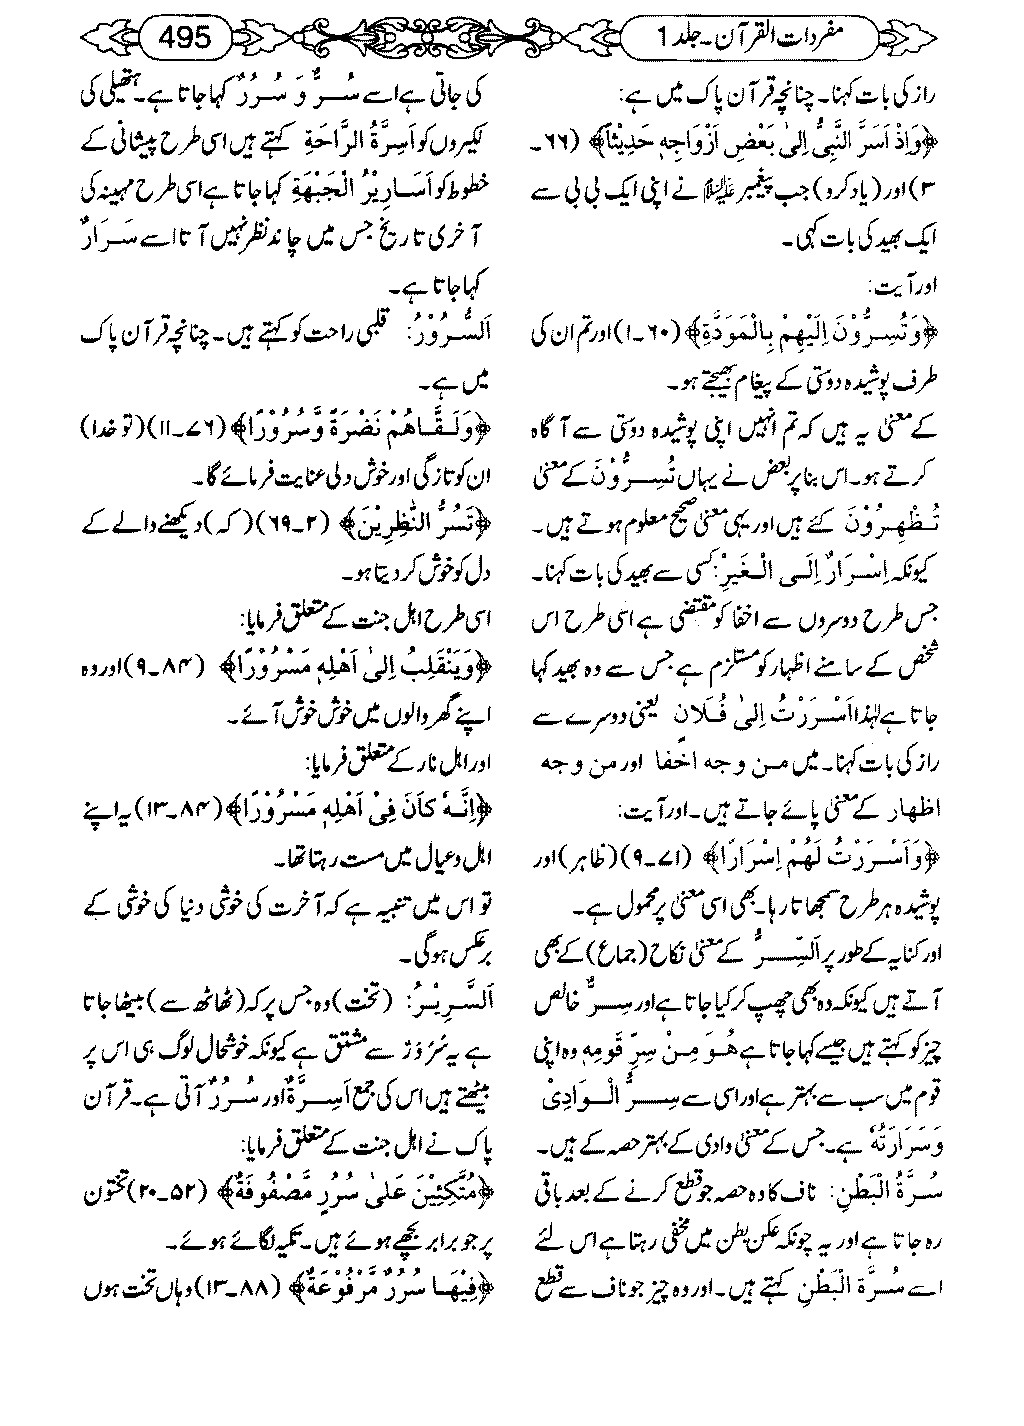 مفردات القرآن۔ جلد 1
495
راز کی بات کہنا۔ چنانچہ قرآن پاک میں ہے:
﴿وَاِذْ اَسَرَّ النَّبِیُّ اِلیٰ بَعْضِ اَزْوَاجِهٖ حَدِیْثاً﴾ (۶۶۔
۳) اور (یاد کرو) جب پیغمبر ﷺ نے اپنی ایک بی بی سے
ایک بھید کی بات کہی۔
اور آیت:
﴿وَتُسِرُّوْنَ اِلَیْهِمْ بِالْمَوَدَّةِ﴾ (۶۰۔۱) اور تم ان کی
طرف پوشیدہ دوستی کے پیغام بھیجتے ہو۔
کے معنیٰ یہ ہیں کہ تم انہیں اپنی پوشیدہ دوستی سے آگاہ
کرتے ہو۔ اس بنا پر بعض نے یہاں تُسِرُّوْنَ کے معنیٰ
تُظْهِرُوْنَ کئے ہیں اور یہی معنیٰ صحیح معلوم ہوتے ہیں۔
کیونکہ اِسْرَارٌ اِلَی الْغَیْرِ: کسی سے بھید کی بات کہنا۔
جس طرح دوسروں سے اخفا کو مقتضی ہے اسی طرح اس
شخص کے سامنے اظہار کو مستلزم ہے جس سے وہ بھید کہا
جاتا ہے لہٰذا اَسْرَرْتُ اِلیٰ فُلَانٍ یعنی دوسرے سے
راز کی بات کہنا۔ میں من وجه اخفا اور من وجه
اظہار کے معنیٰ پائے جاتے ہیں۔ اور آیت:
﴿وَاَسْرَرْتُ لَهُمْ اِسْرَارًا﴾ (۷۱۔۹) (ظاہر) اور
پوشیدہ ہر طرح سمجھاتا رہا۔ بھی اسی معنیٰ پر محمول ہے۔
اور کنایہ کے طور پر اَلسِّرُّ کے معنیٰ نکاح (جماع) کے بھی
آتے ہیں کیونکہ وہ بھی چھپ کر کیا جاتا ہے اور سِرٌّ خالص
چیز کو کہتے ہیں جیسے کہا جاتا ہے هُوَ مِنْ سِرِّ قَوْمِهٖ وہ اپنی
قوم میں سب سے بہتر ہے اور اسی سے سِرُّ الْوَادِیْ
وَسَرَارَتُهٗ ہے۔ جس کے معنیٰ وادی کے بہتر حصہ کے ہیں۔
سُرَّةُ الْبَطَنِ: ناف کا وہ حصہ جو قطع کرنے کے بعد باقی
رہ جاتا ہے اور یہ چونکہ عکن بطن میں مخفی رہتا ہے اس لئے
اسے سُرَّةُ الْبَطْنِ کہتے ہیں۔ اور وہ چیز جو ناف سے قطع
کی جاتی ہے اسے سُرٌّ وَ سُرُرٌ کہا جاتا ہے۔ ہتھیلی کی
لکیروں کو اَسِرَّةُ الرَّاحَةِ کہتے ہیں اسی طرح پیشانی کے
خطوط کو اَسَارِیْرُ الْجَبْهَةِ کہا جاتا ہے اسی طرح مہینہ کی
آخری تاریخ جس میں چاند نظر نہیں آتا اسے سَرَارٌ
کہا جاتا ہے۔
اَلسُّرُوْرُ: قلبی راحت کو کہتے ہیں۔ چنانچہ قرآن پاک
میں ہے۔
﴿وَلَقَّاهُمْ نَضْرَةً وَّسُرُوْرًا﴾ (۷۶۔۱۱) (تو خدا)
ان کو تازگی اور خوش دلی عنایت فرمائے گا۔
﴿تَسُرُّ النّٰظِرِیْنَ﴾ (۲۔۶۹) (کہ) دیکھنے والے کے
دل کو خوش کر دیتا ہو۔
اسی طرح اہل جنت کے متعلق فرمایا:
﴿وَیَنْقَلِبُ اِلیٰ اَهْلِهٖ مَسْرُوْرًا﴾ (۸۴۔۹) اور وہ
اپنے گھر والوں میں خوش خوش آئے۔
اور اہل نار کے متعلق فرمایا:
﴿اِنَّهٗ کَانَ فِیْ اَهْلِهٖ مَسْرُوْرًا﴾ (۸۴۔۱۳) یہ اپنے
اہل و عیال میں مست رہتا تھا۔
تو اس میں تنبیہ ہے کہ آخرت کی خوشی دنیا کی خوشی کے
برعکس ہوگی۔
اَلسَّرِیْرُ: (تخت) وہ جس پر کہ (ٹھاٹھ سے) بیٹھا جاتا
ہے یہ سُرُوْرٌ سے مشتق ہے کیونکہ خوشحال لوگ ہی اس پر
بیٹھتے ہیں اس کی جمع اَسِرَّةٌ اور سُرُرٌ آتی ہے۔ قرآن
پاک نے اہل جنت کے متعلق فرمایا:
﴿مُتَّکِئِیْنَ عَلیٰ سُرُرٍ مَّصْفُوفَةٌ﴾ (۵۲۔۲۰) تختوں
پر جو برابر بچھے ہوئے ہیں۔ تکیہ لگائے ہوئے۔
﴿فِیْهَا سُرُرٌ مَّرْفُوْعَةٌ﴾ (۸۸۔۱۳) وہاں تخت ہوں